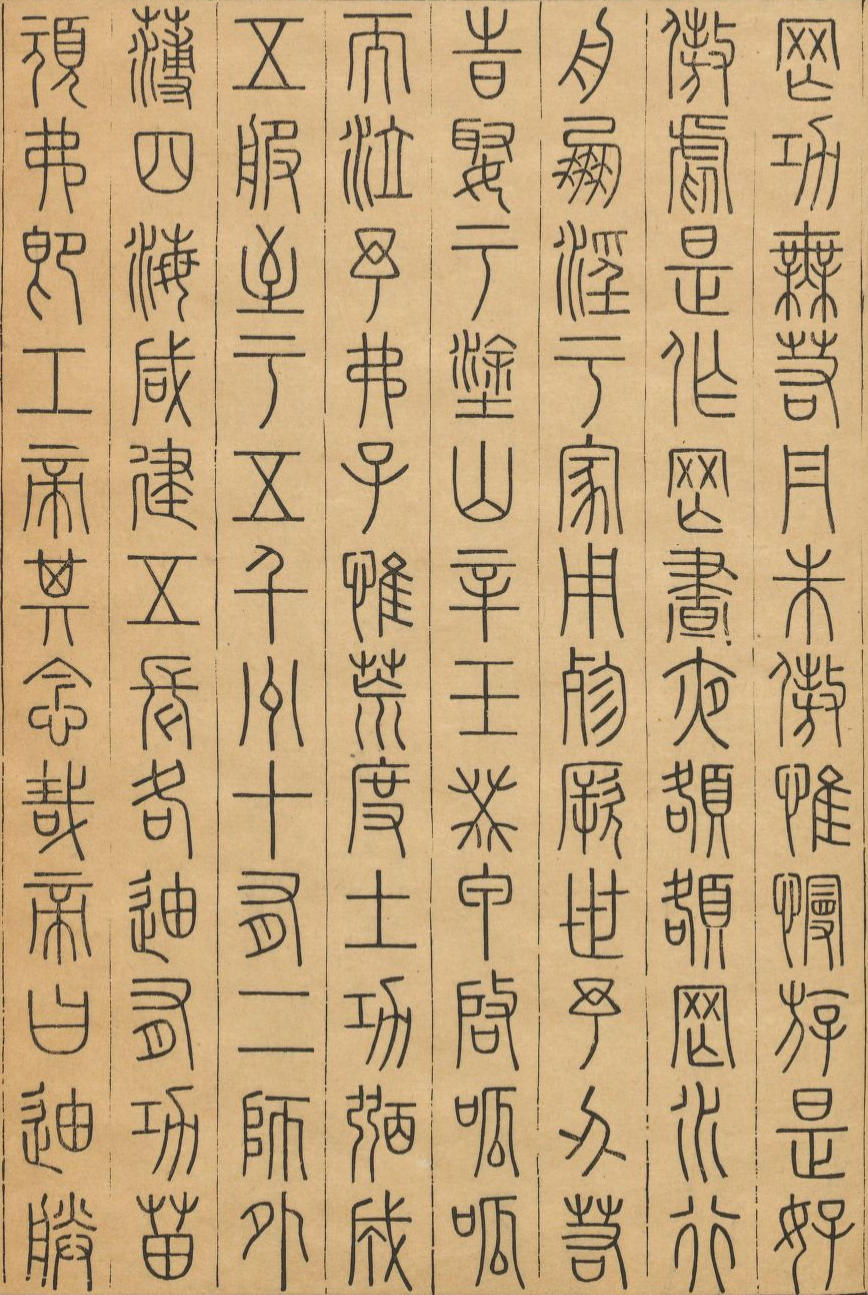 罔功無若丹朱傲惟慢遊是好
傲虐是作罔晝夜頟頟罔水行
舟朋淫于家用殄厥世予創若
時娶于塗山辛壬癸甲啓呱呱
而泣予弗子惟荒度土功弼成
五服至于五千州十有二師外
薄四海咸建五長各迪有功苗
頑弗即工帝其念哉帝曰迪朕